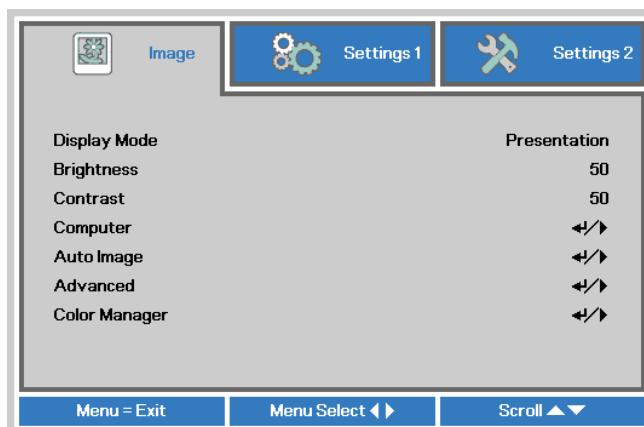 Image Settings 1 Settings 2
Display Mode Presentation
Brightness 50
Contrast 50
Computer ↵/▶
Auto Image ↵/▶
Advanced ↵/▶
Color Manager ↵/▶
Menu = Exit Menu Select ◀▶ Scroll ▲▼